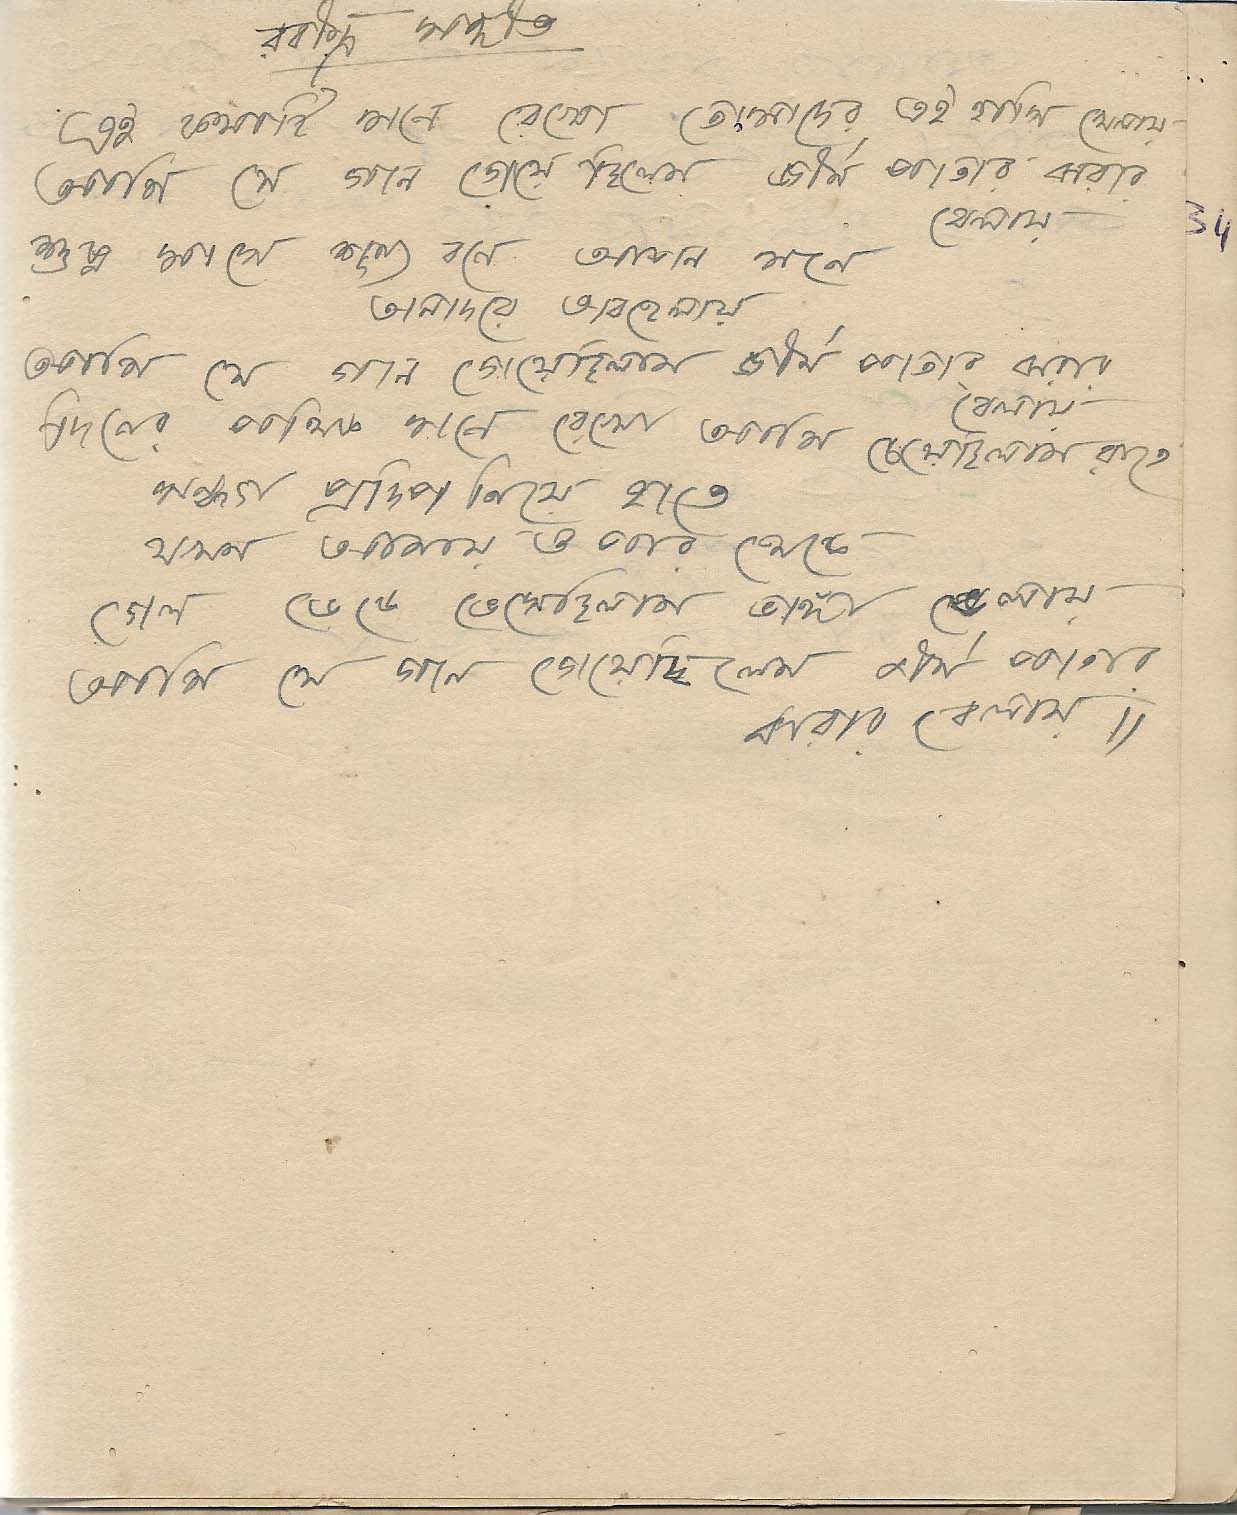 রবীন্দ্র সঙ্গীত
এই কথাটি মনে রেখো তোমাদের এই হাসি খেলায়
আমি যে গান গেয়ে ছিলেম জীর্ন পাতার ঝরার
বেলায়
34
শুষ্ক ঘাসে শূন্য বনে আপন মনে
অনাদরে অবহেলায়
আমি যে গান গেয়েছিলাম জীর্ন পাতার ঝরার
বেলায়
দিনের পথিক মনে রেখো আমি চলেছিলাম রাতে
সন্ধ্যা প্রদিপ নিয়ে হাতে
যখন আমায় ও পার থেকে
গেল ডেকে ভেসেছিলাম ভাঙ্গা ভেলায়
আমি যে গান গেয়েছিলেম জীর্ন পাতার
ঝরার বেলায় ॥